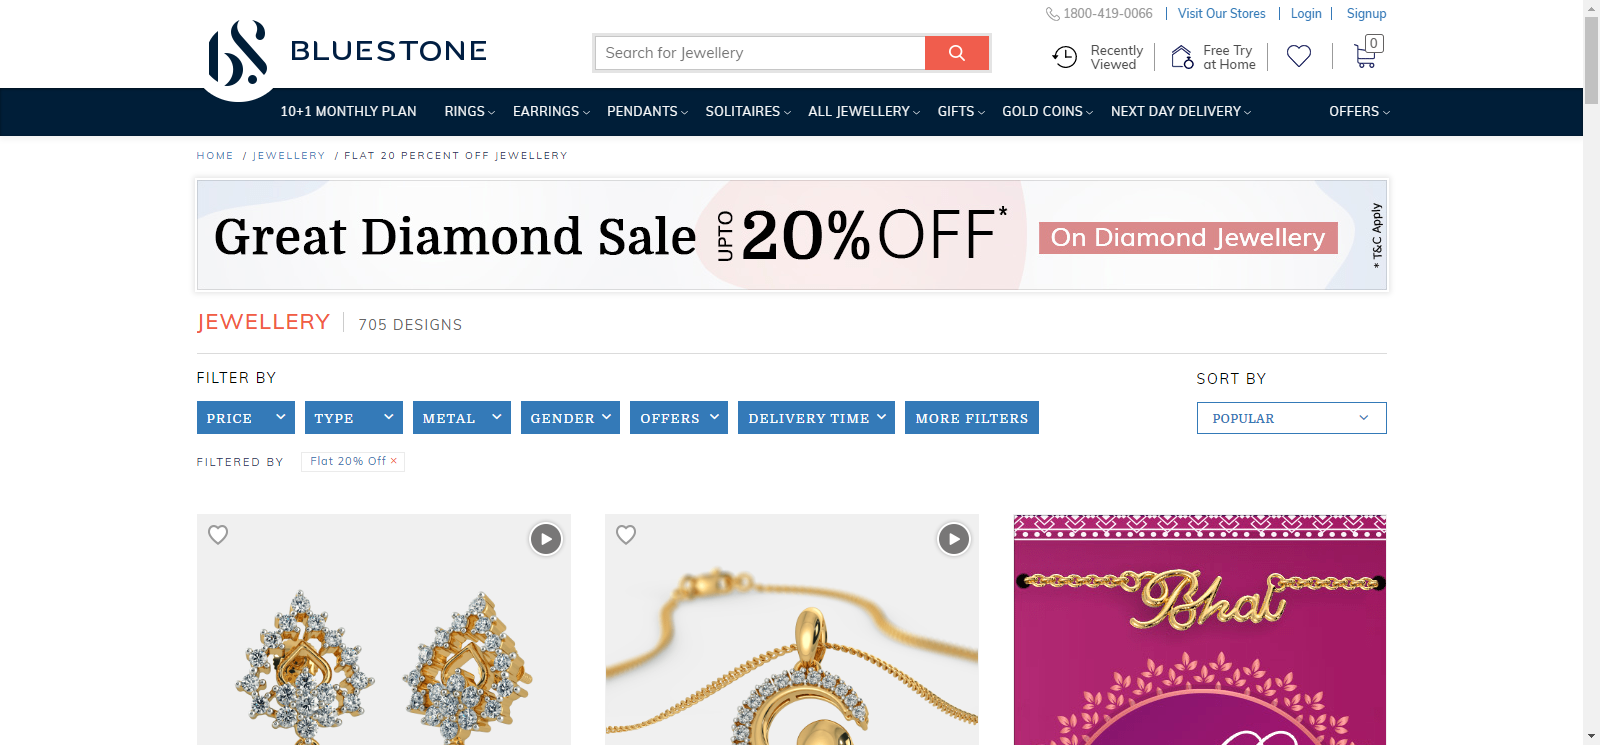 1800-419-0066 Visit Our Stores Login Signup
BLUESTONE
Search for Jewellery
Recently Viewed
Free Try at Home
0
10+1 MONTHLY PLAN RINGS EARRINGS PENDANTS SOLITAIRES ALL JEWELLERY GIFTS GOLD COINS NEXT DAY DELIVERY OFFERS
HOME / JEWELLERY / FLAT 20 PERCENT OFF JEWELLERY
Great Diamond Sale UPTO 20% OFF* On Diamond Jewellery * T&C Apply
JEWELLERY 705 DESIGNS
FILTER BY
SORT BY
PRICE TYPE METAL GENDER OFFERS DELIVERY TIME MORE FILTERS
POPULAR
FILTERED BY Flat 20% Off ×
Bhai